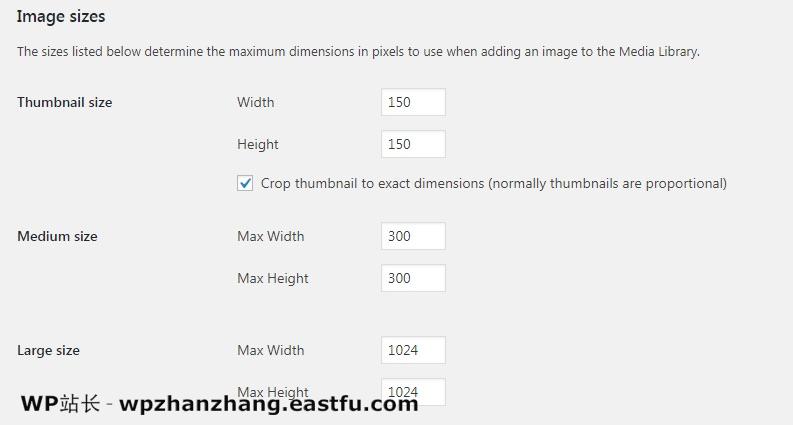 Image sizes
The sizes listed below determine the maximum dimensions in pixels to use when adding an image to the Media Library.
Thumbnail size Width 150
Height 150
Crop thumbnail to exact dimensions (normally thumbnails are proportional)
Medium size Max Width 300
Max Height 300
Large size Max Width 1024
Max Height 1024
WP站长 - wpzhanzhang.eastfu.com